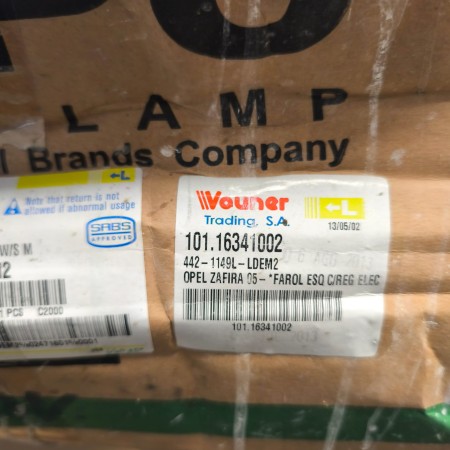 LAMP
l Brands Company
Note that return is not
allowed if abnormal usage
SABS
APPROVED
W/S M
PCS C2000
←L
Vouner
Trading, S.A.
←L
13/05/02
101.16341002
442-1149L-LDEM2
OPEL ZAFIRA 05- *FAROL ESQ C/REG ELEC
101.16341002